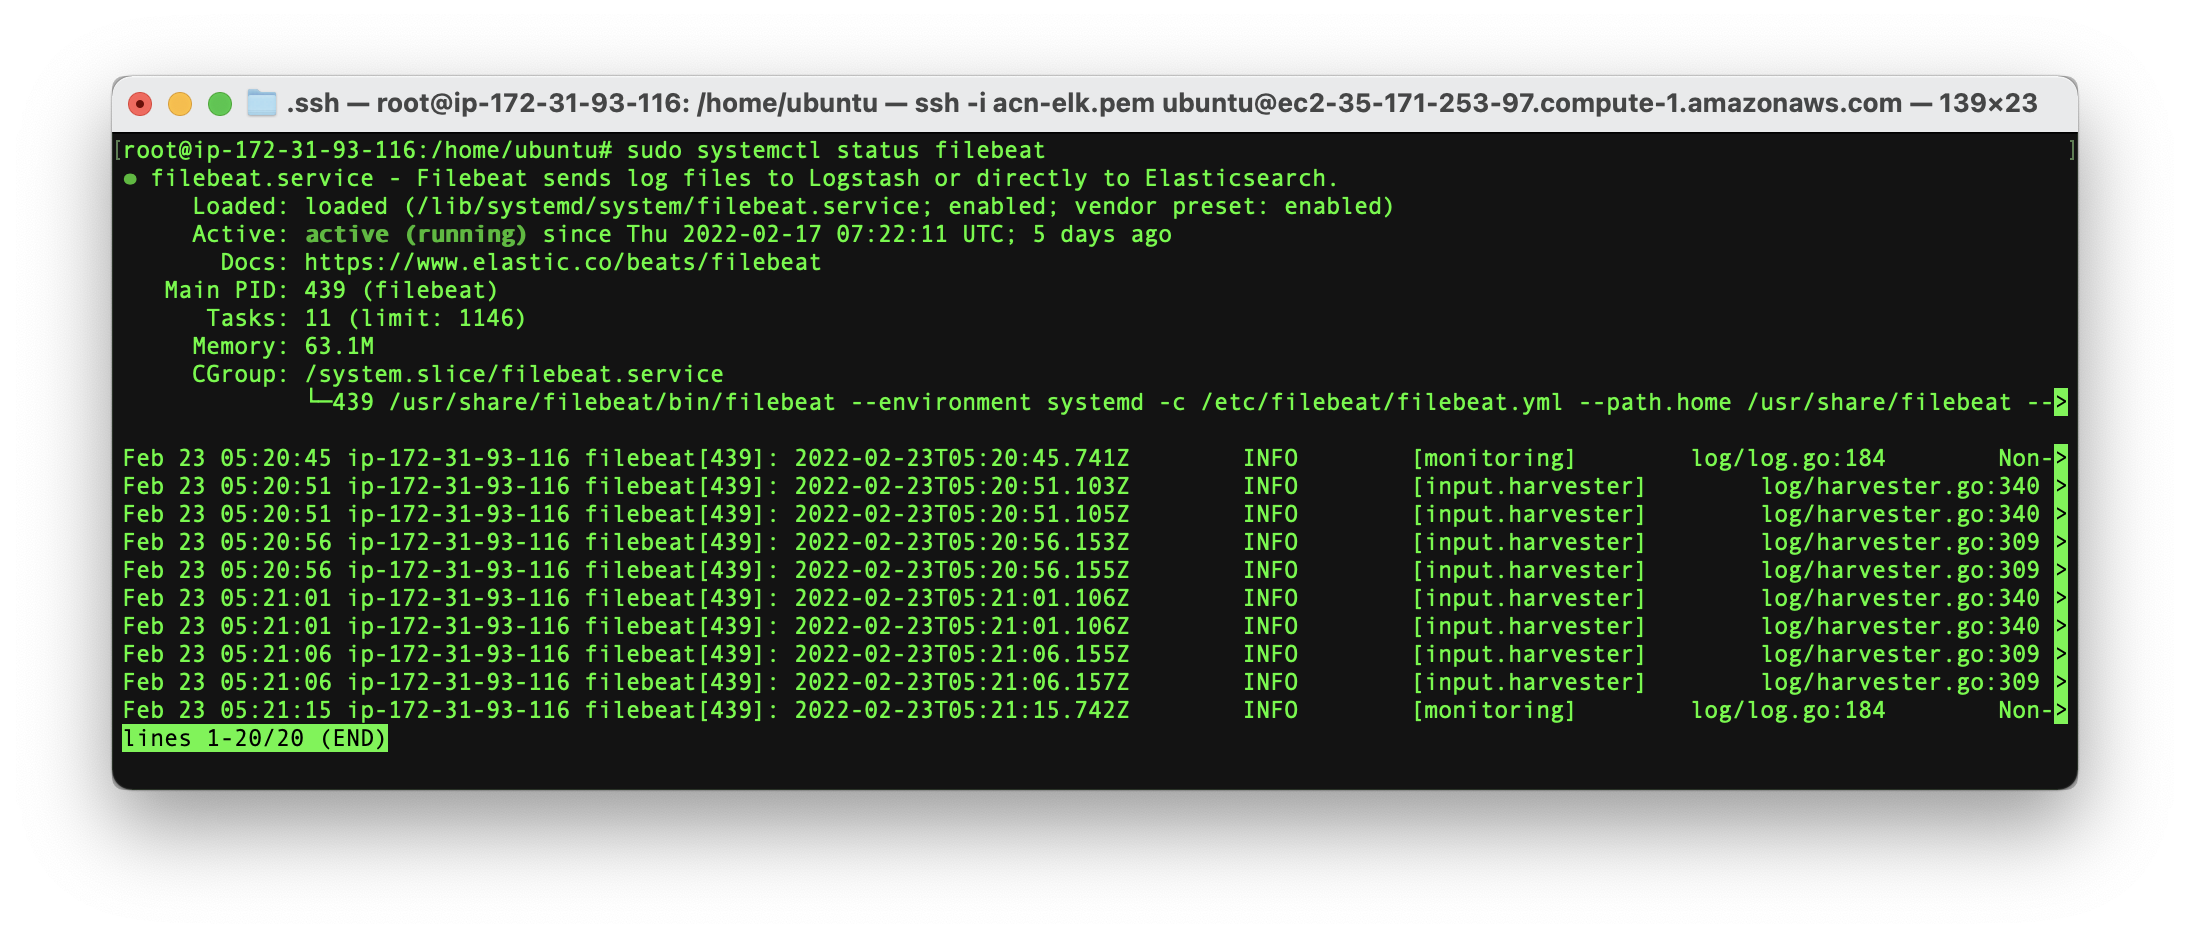 .ssh — root@ip-172-31-93-116: /home/ubuntu — ssh -i acn-elk.pem ubuntu@ec2-35-171-253-97.compute-1.amazonaws.com — 139×23
[root@ip-172-31-93-116:/home/ubuntu# sudo systemctl status filebeat ]
● filebeat.service - Filebeat sends log files to Logstash or directly to Elasticsearch.
     Loaded: loaded (/lib/systemd/system/filebeat.service; enabled; vendor preset: enabled)
     Active: active (running) since Thu 2022-02-17 07:22:11 UTC; 5 days ago
       Docs: https://www.elastic.co/beats/filebeat
   Main PID: 439 (filebeat)
      Tasks: 11 (limit: 1146)
     Memory: 63.1M
     CGroup: /system.slice/filebeat.service
             └─439 /usr/share/filebeat/bin/filebeat --environment systemd -c /etc/filebeat/filebeat.yml --path.home /usr/share/filebeat -->
Feb 23 05:20:45 ip-172-31-93-116 filebeat[439]: 2022-02-23T05:20:45.741Z        INFO        [monitoring]        log/log.go:184        Non->
Feb 23 05:20:51 ip-172-31-93-116 filebeat[439]: 2022-02-23T05:20:51.103Z        INFO        [input.harvester]        log/harvester.go:340 >
Feb 23 05:20:51 ip-172-31-93-116 filebeat[439]: 2022-02-23T05:20:51.105Z        INFO        [input.harvester]        log/harvester.go:340 >
Feb 23 05:20:56 ip-172-31-93-116 filebeat[439]: 2022-02-23T05:20:56.153Z        INFO        [input.harvester]        log/harvester.go:309 >
Feb 23 05:20:56 ip-172-31-93-116 filebeat[439]: 2022-02-23T05:20:56.155Z        INFO        [input.harvester]        log/harvester.go:309 >
Feb 23 05:21:01 ip-172-31-93-116 filebeat[439]: 2022-02-23T05:21:01.106Z        INFO        [input.harvester]        log/harvester.go:340 >
Feb 23 05:21:01 ip-172-31-93-116 filebeat[439]: 2022-02-23T05:21:01.106Z        INFO        [input.harvester]        log/harvester.go:340 >
Feb 23 05:21:06 ip-172-31-93-116 filebeat[439]: 2022-02-23T05:21:06.155Z        INFO        [input.harvester]        log/harvester.go:309 >
Feb 23 05:21:06 ip-172-31-93-116 filebeat[439]: 2022-02-23T05:21:06.157Z        INFO        [input.harvester]        log/harvester.go:309 >
Feb 23 05:21:15 ip-172-31-93-116 filebeat[439]: 2022-02-23T05:21:15.742Z        INFO        [monitoring]        log/log.go:184        Non->
lines 1-20/20 (END)